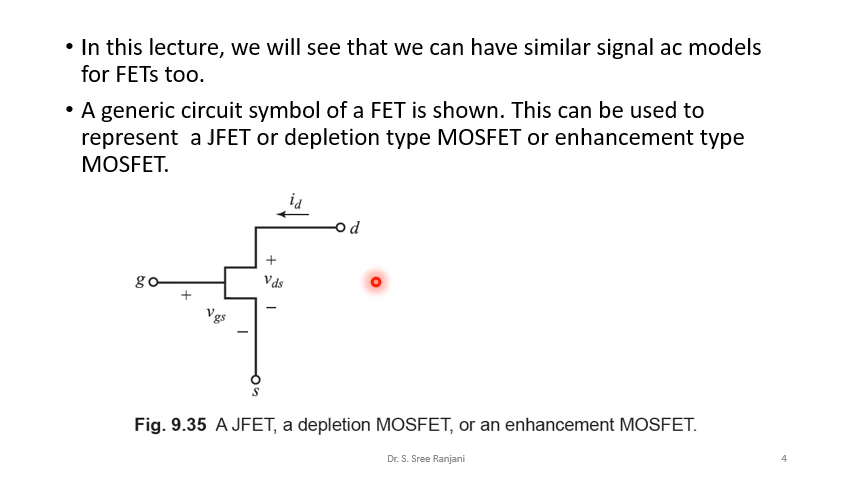 • In this lecture, we will see that we can have similar signal ac models
for FETs too.
• A generic circuit symbol of a FET is shown. This can be used to
represent a JFET or depletion type MOSFET or enhancement type
MOSFET.
i_d
d
+
g
v_ds
+
−
v_gs
−
s
Fig. 9.35 A JFET, a depletion MOSFET, or an enhancement MOSFET.
Dr. S. Sree Ranjani
4